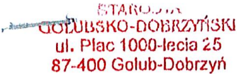 GOLUBSKO-DOBRZYŃSKI
ul. Plac 1000-lecia 25
87-400 Golub-Dobrzyń